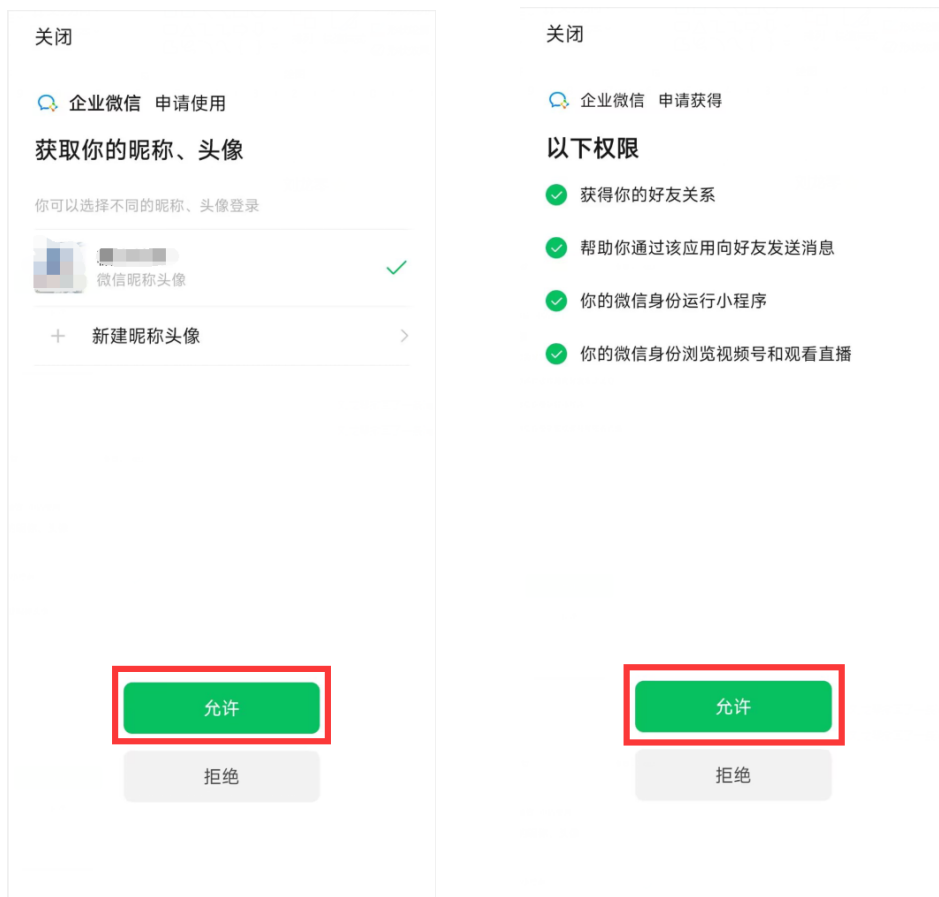 关闭
企业微信 申请使用
获取你的昵称、头像
你可以选择不同的昵称、头像登录
微信昵称头像
新建昵称头像
允许
拒绝
关闭
企业微信 申请获得
以下权限
获得你的好友关系
帮助你通过该应用向好友发送消息
你的微信身份运行小程序
你的微信身份浏览视频号和观看直播
允许
拒绝